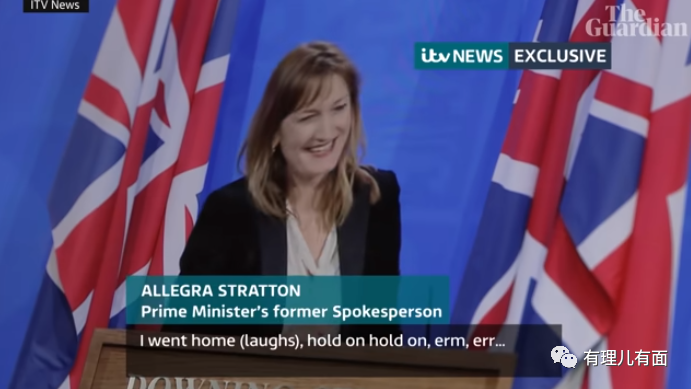 ITV News
The
Guardian
itv NEWS EXCLUSIVE
ALLEGRA STRATTON
Prime Minister's former Spokesperson
I went home (laughs), hold on hold on, erm, err...
DOWNING
有理儿有面